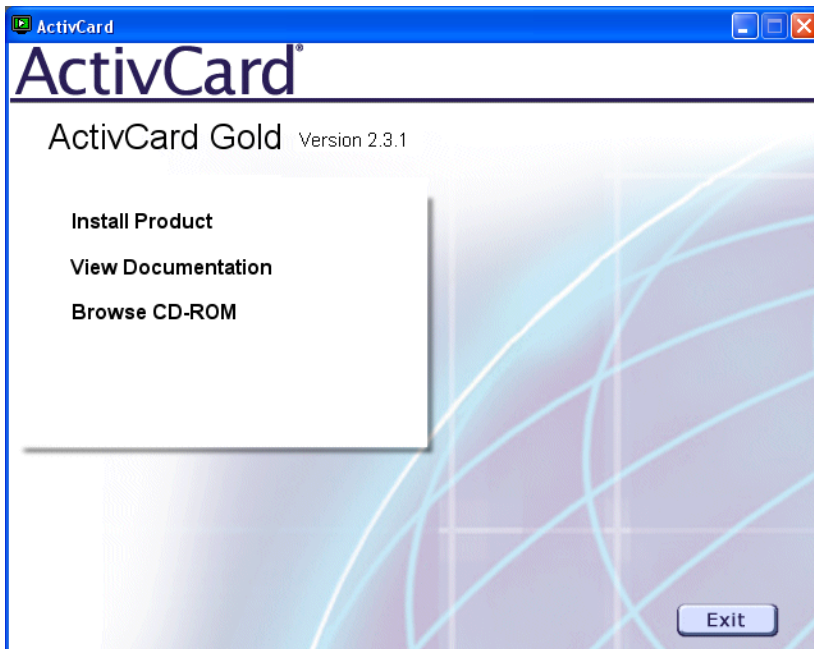 ActivCard
ActivCard®
ActivCard Gold Version 2.3.1
Install Product
View Documentation
Browse CD-ROM
Exit